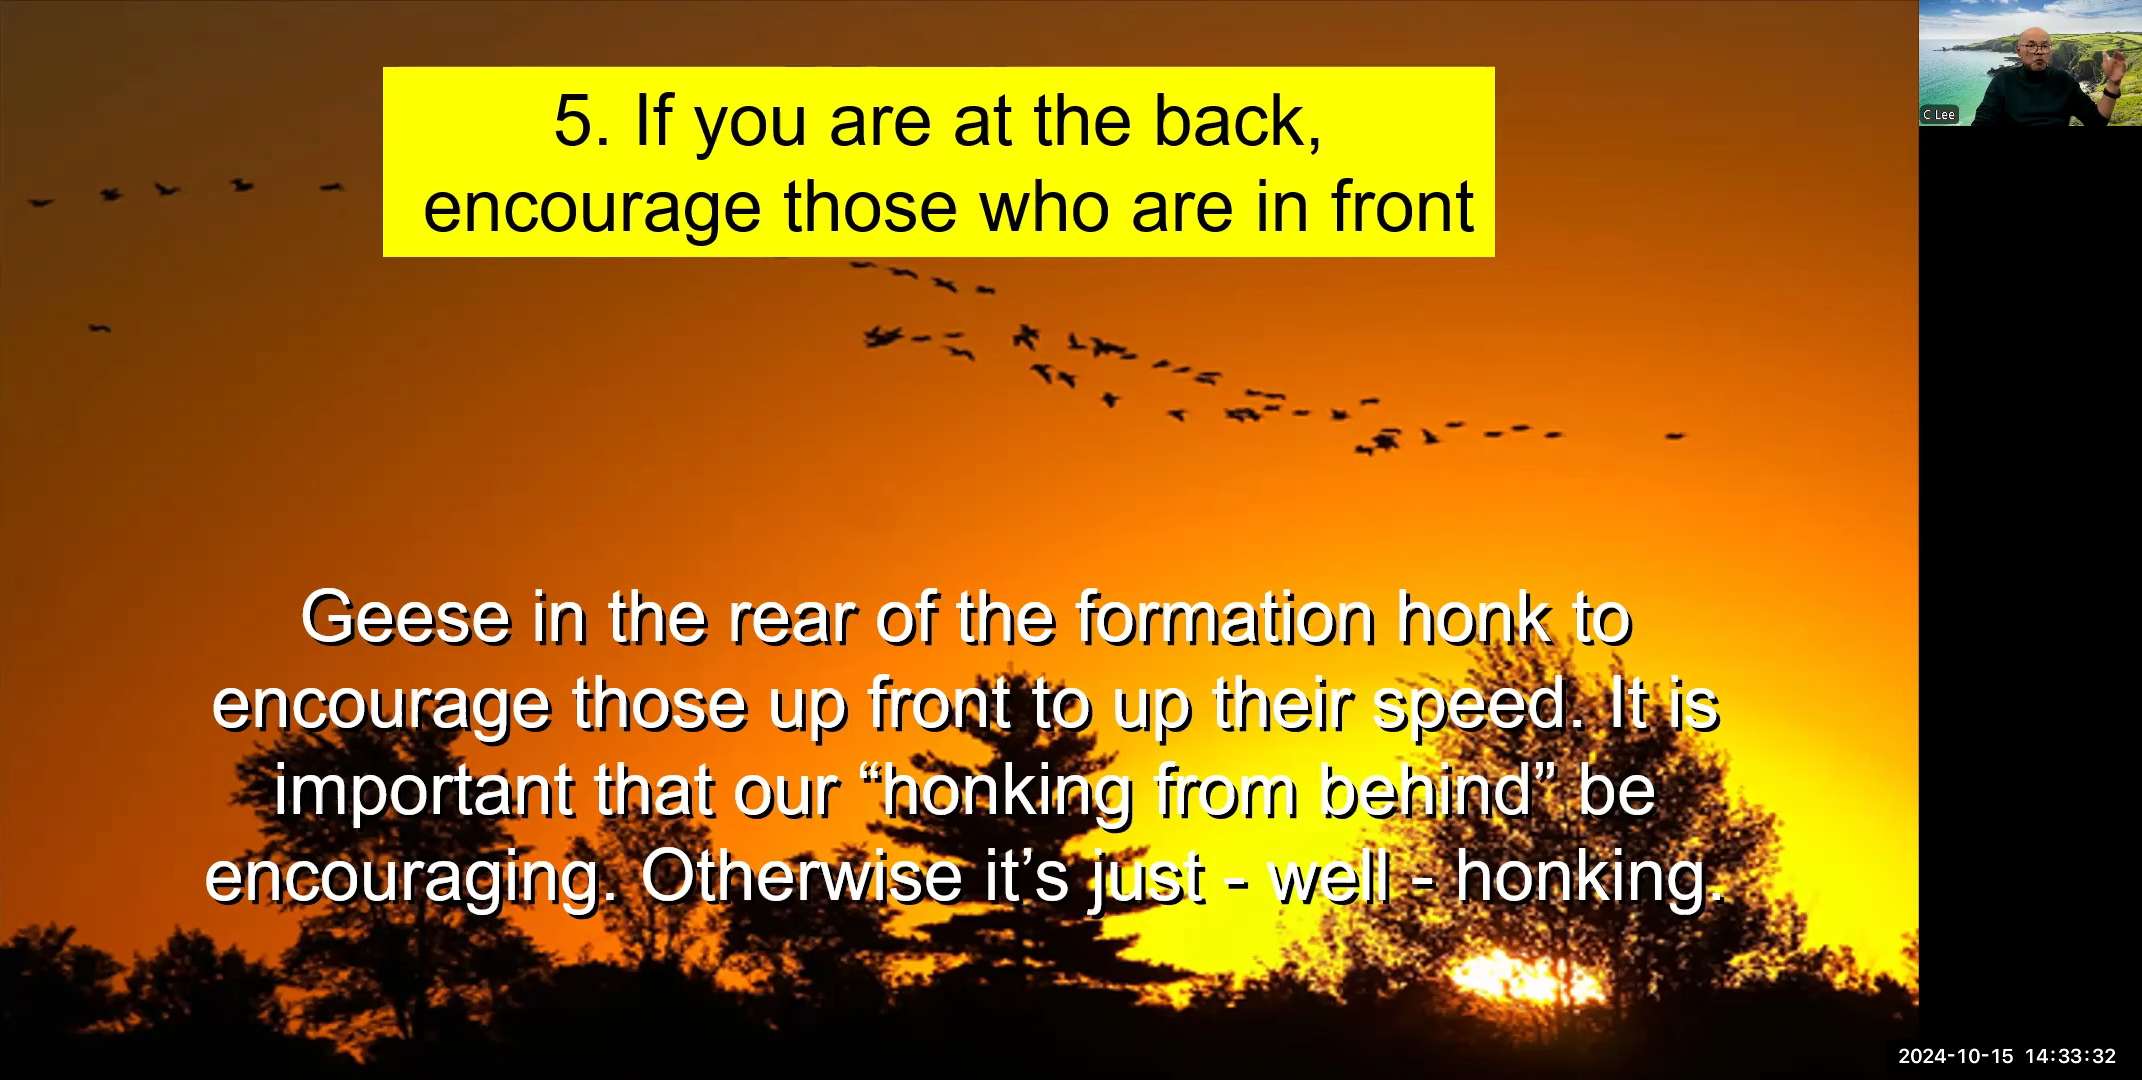 5. If you are at the back,
encourage those who are in front
Geese in the rear of the formation honk to
encourage those up front to up their speed. It is
important that our “honking from behind” be
encouraging. Otherwise it’s just - well - honking.
C Lee
2024-10-15 14:33:32